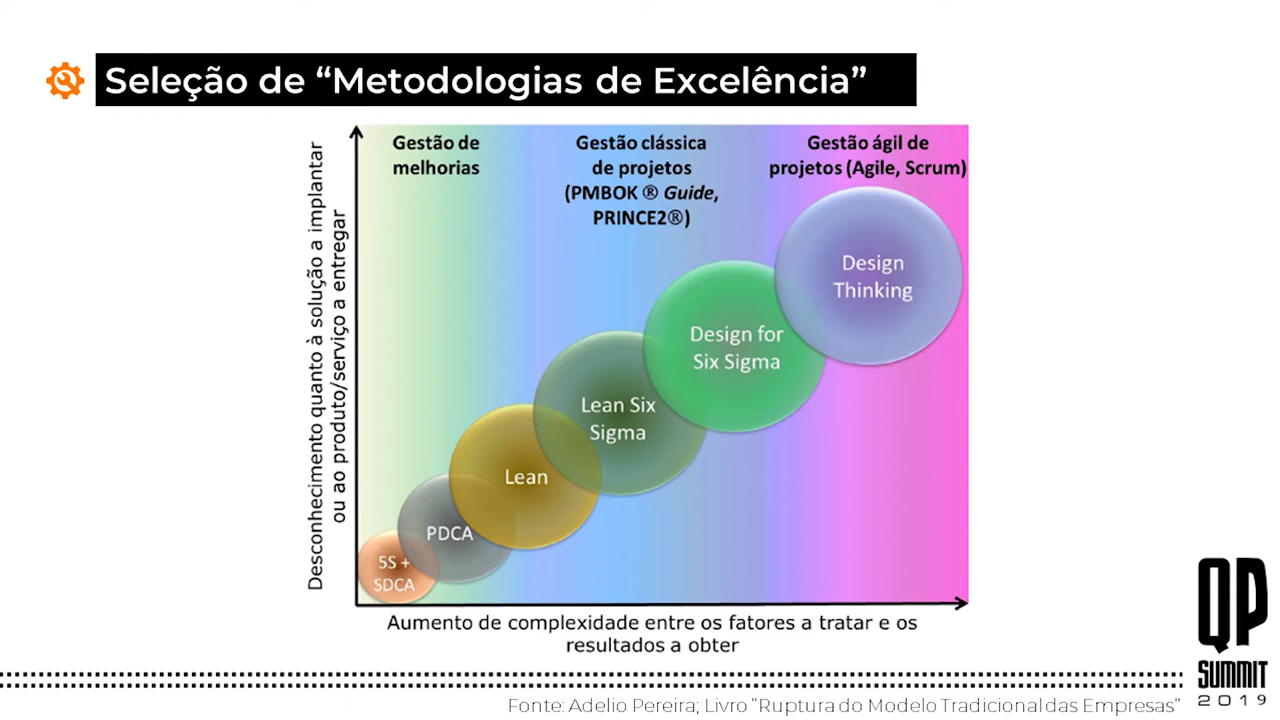 Seleção de “Metodologias de Excelência”
Gestão de
melhorias
Gestão clássica
de projetos
(PMBOK ® Guide,
PRINCE2®)
Gestão ágil de
projetos (Agile, Scrum)
Desconhecimento quanto à solução a implantar
ou ao produto/serviço a entregar
Design
Thinking
Design for
Six Sigma
Lean Six
Sigma
Lean
PDCA
5S +
SDCA
Aumento de complexidade entre os fatores a tratar e os
resultados a obter
QP
SUMMIT
2019
Fonte: Adelio Pereira; Livro “Ruptura do Modelo Tradicional das Empresas”